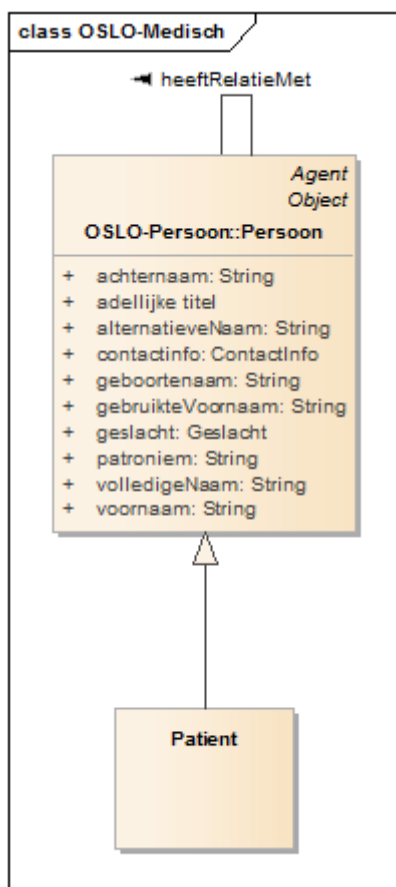 class OSLO-Medisch
heeftRelatieMet
Agent
Object
OSLO-Persoon::Persoon
+ achternaam: String
+ adellijke titel
+ alternatieveNaam: String
+ contactinfo: ContactInfo
+ geboortenaam: String
+ gebruikteVoornaam: String
+ geslacht: Geslacht
+ patroniem: String
+ volledigeNaam: String
+ voornaam: String
Patient